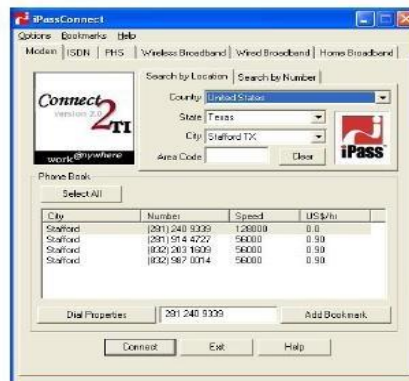 iPassConnect
Options Bookmarks Help
Modem ISDN PHS Wireless Broadband Wired Broadband Home Broadband
Search by Location Search by Number
Connect 2 TI
version 2.0
work @nywhere
County United States
State Texas
City Stafford TX
Area Code Clear
iPass
Phone Book
Select All
City Number Speed US$/hr
Stafford (281) 240 9339 128000 0.0
Stafford (281) 914 4727 56000 0.90
Stafford (832) 203 1609 56000 0.90
Stafford (832) 987 0014 56000 0.90
Dial Properties 281 240 9339 Add Bookmark
Connect Exit Help